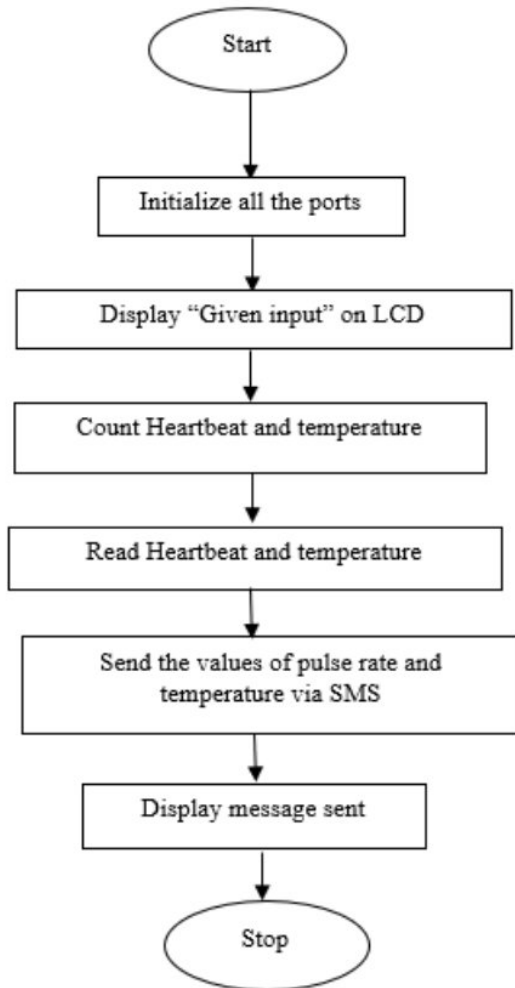 Start
Initialize all the ports
Display “Given input” on LCD
Count Heartbeat and temperature
Read Heartbeat and temperature
Send the values of pulse rate and
temperature via SMS
Display message sent
Stop